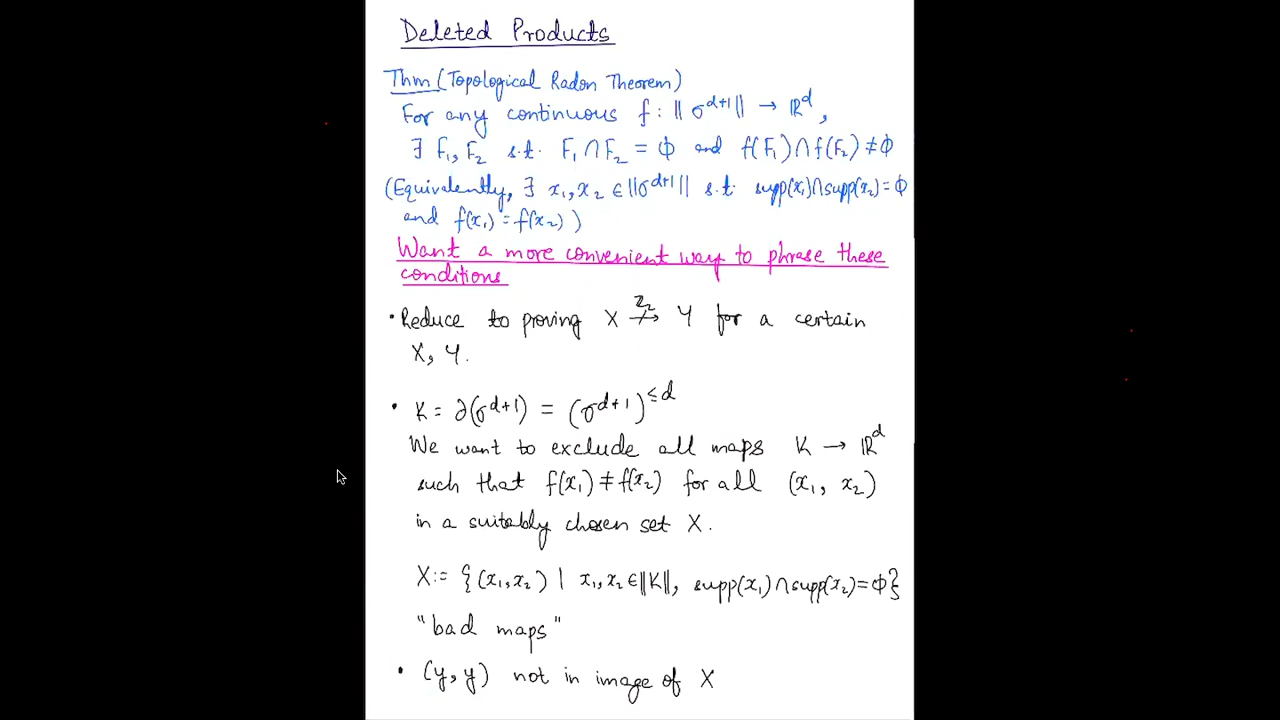 Deleted Products
Thm (Topological Radon Theorem)
For any continuous f : ||σ^{d+1}|| → ℝ^d,
∃ F₁, F₂ s.t. F₁ ∩ F₂ = ϕ and f(F₁) ∩ f(F₂) ≠ ϕ
(Equivalently, ∃ x₁, x₂ ∈ ||σ^{d+1}|| s.t. supp(x₁) ∩ supp(x₂) = ϕ
and f(x₁) = f(x₂))
Want a more convenient way to phrase these
conditions
• Reduce to proving X ↛^{ℤ₂} Y for a certain
X, Y.
• K = ∂(σ^{d+1}) = (σ^{d+1})^{≤d}
We want to exclude all maps K → ℝ^d
such that f(x₁) ≠ f(x₂) for all (x₁, x₂)
in a suitably chosen set X.
X := {(x₁, x₂) | x₁, x₂ ∈ ||K||, supp(x₁) ∩ supp(x₂) = ϕ}
"bad maps"
• (y, y) not in image of X